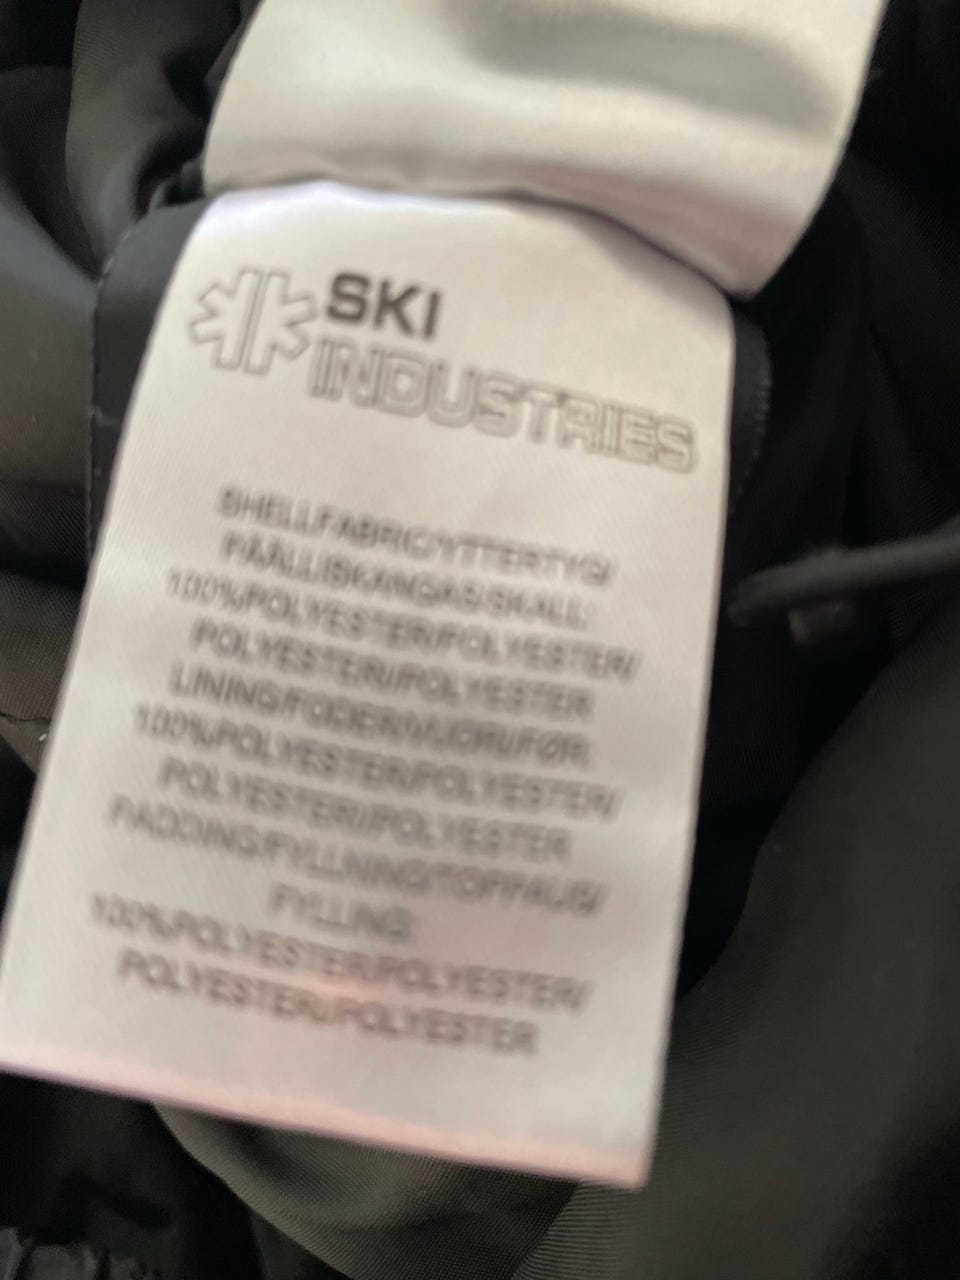 SKI
INDUSTRIES
SHELLFABRIC/YTTERTYG/
PÄÄLLISKANGAS/SKALL:
100%POLYESTER/POLYESTER/
POLYESTER/POLYESTER
LINING/FODER/VUORI/FØR:
100%POLYESTER/POLYESTER/
POLYESTER/POLYESTER
PADDING/FYLLNING/TOPPAUS/
FYLLING:
100%POLYESTER/POLYESTER/
POLYESTER/POLYESTER